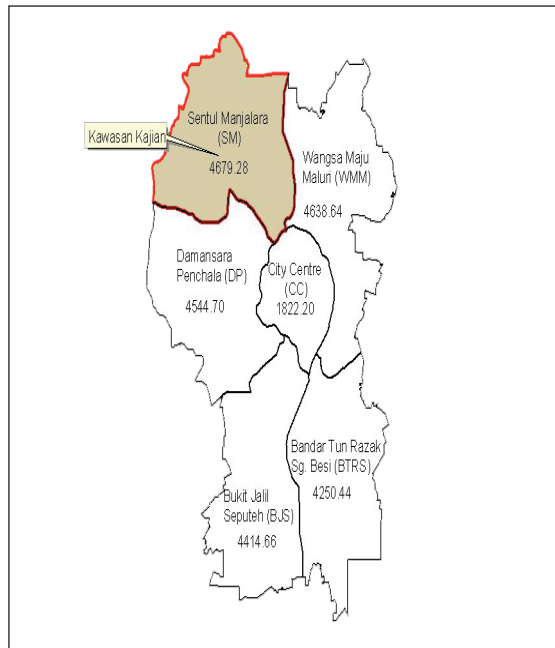 Sentul Manjalara
(SM)
Kawasan Kajian
4679.28
Wangsa Maju
Maluri (WMM)
4638.64
Damansara
Penchala (DP)
4544.70
City Centre
(CC)
1822.20
Bandar Tun Razak
Sg. Besi (BTRS)
4250.44
Bukit Jalil
Seputeh (BJS)
4414.66